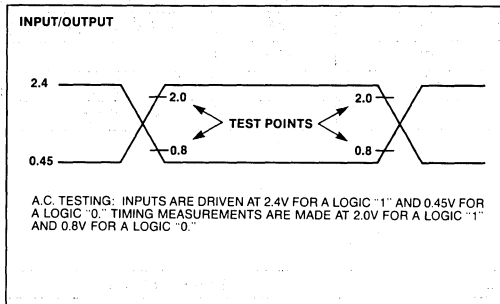 INPUT/OUTPUT
2.4
2.0
2.0
TEST POINTS
0.8
0.8
0.45
A.C. TESTING: INPUTS ARE DRIVEN AT 2.4V FOR A LOGIC "1" AND 0.45V FOR
A LOGIC "0." TIMING MEASUREMENTS ARE MADE AT 2.0V FOR A LOGIC "1"
AND 0.8V FOR A LOGIC "0."